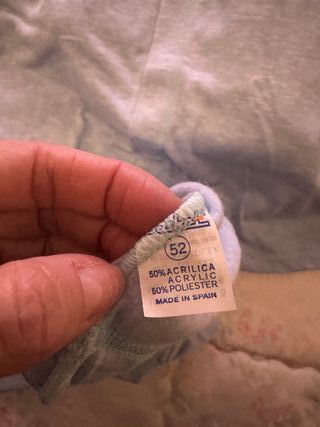 52
50% ACRILICA
ACRYLIC
50% POLIESTER
MADE IN SPAIN